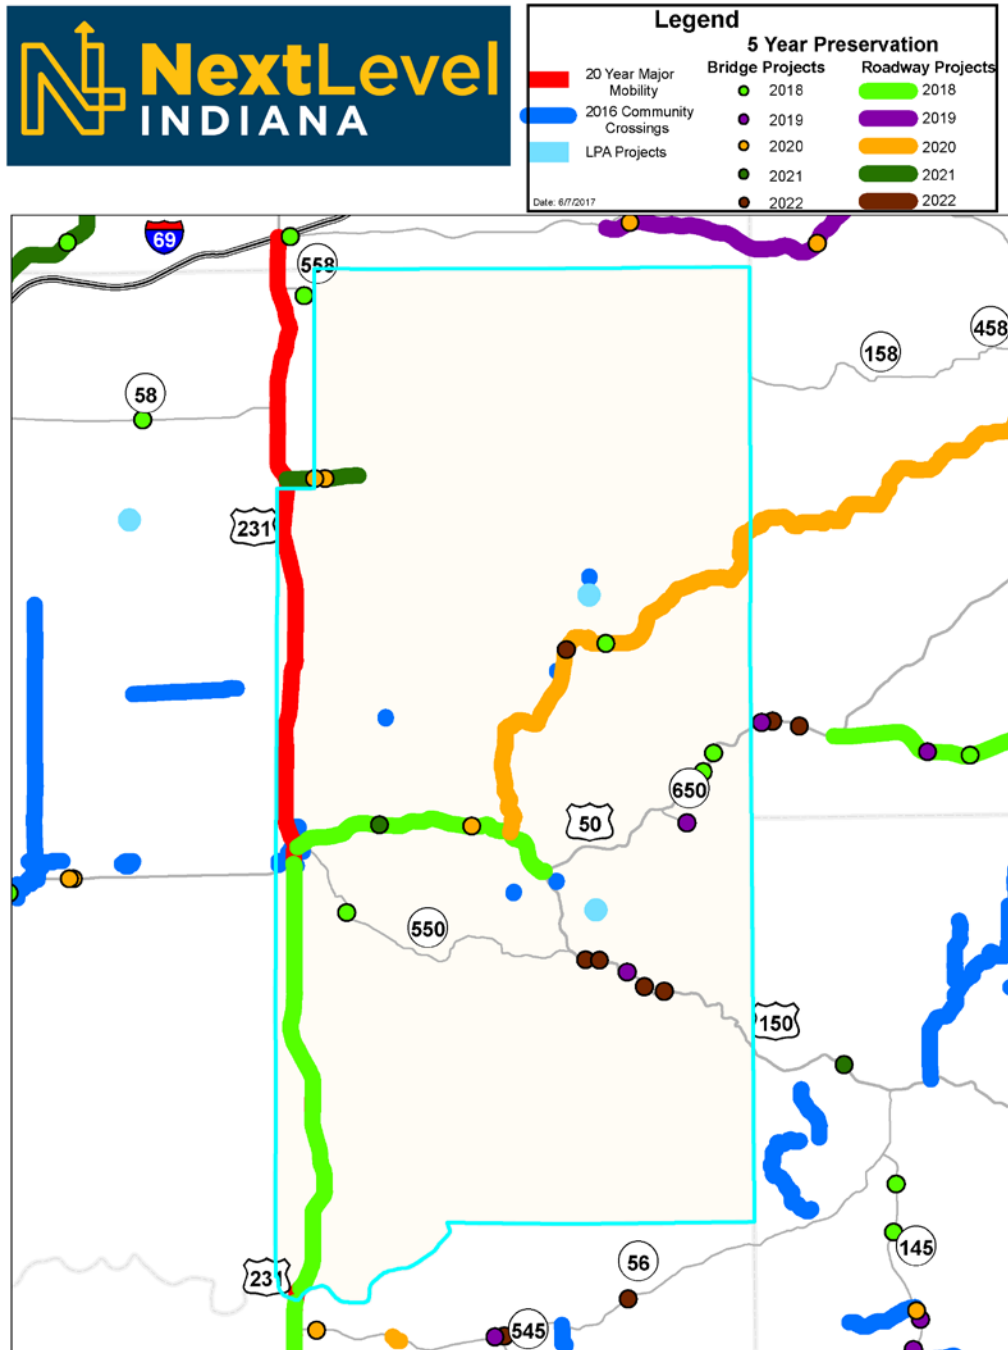 NextLevel
INDIANA
Legend
5 Year Preservation
Bridge Projects
Roadway Projects
20 Year Major
Mobility
2016 Community
Crossings
LPA Projects
2018
2019
2020
2021
2022
2018
2019
2020
2021
2022
Date: 6/7/2017
69
558
458
158
58
231
650
50
550
150
231
56
145
545